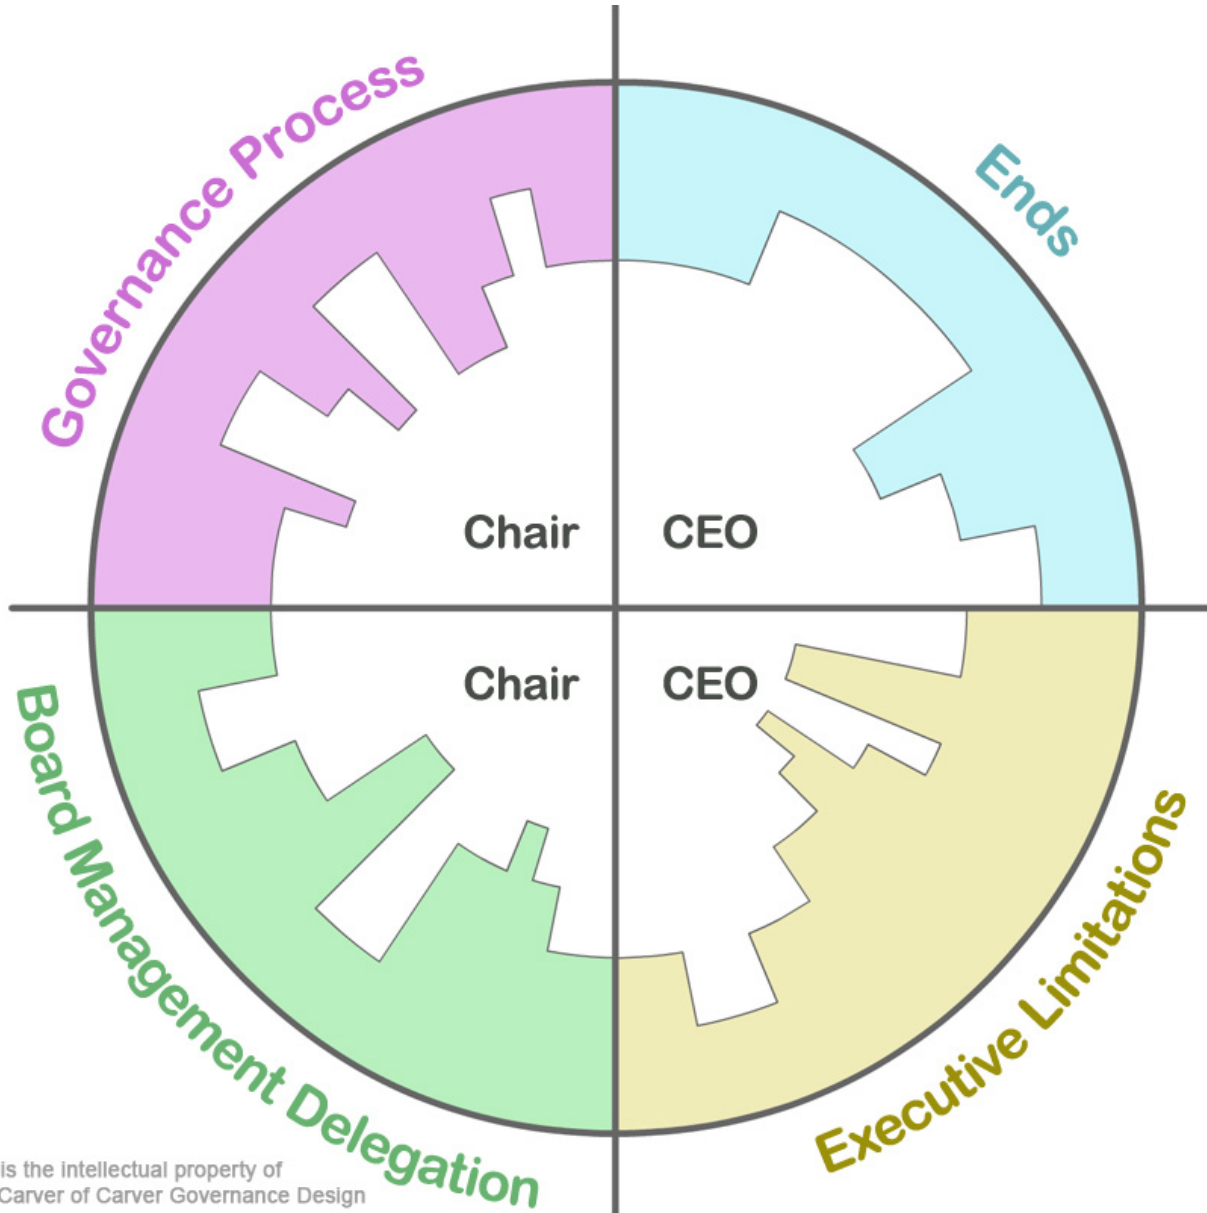 Governance Process
Ends
Chair
CEO
Chair
CEO
Board Management Delegation
Executive Limitations
is the intellectual property of
Carver of Carver Governance Design